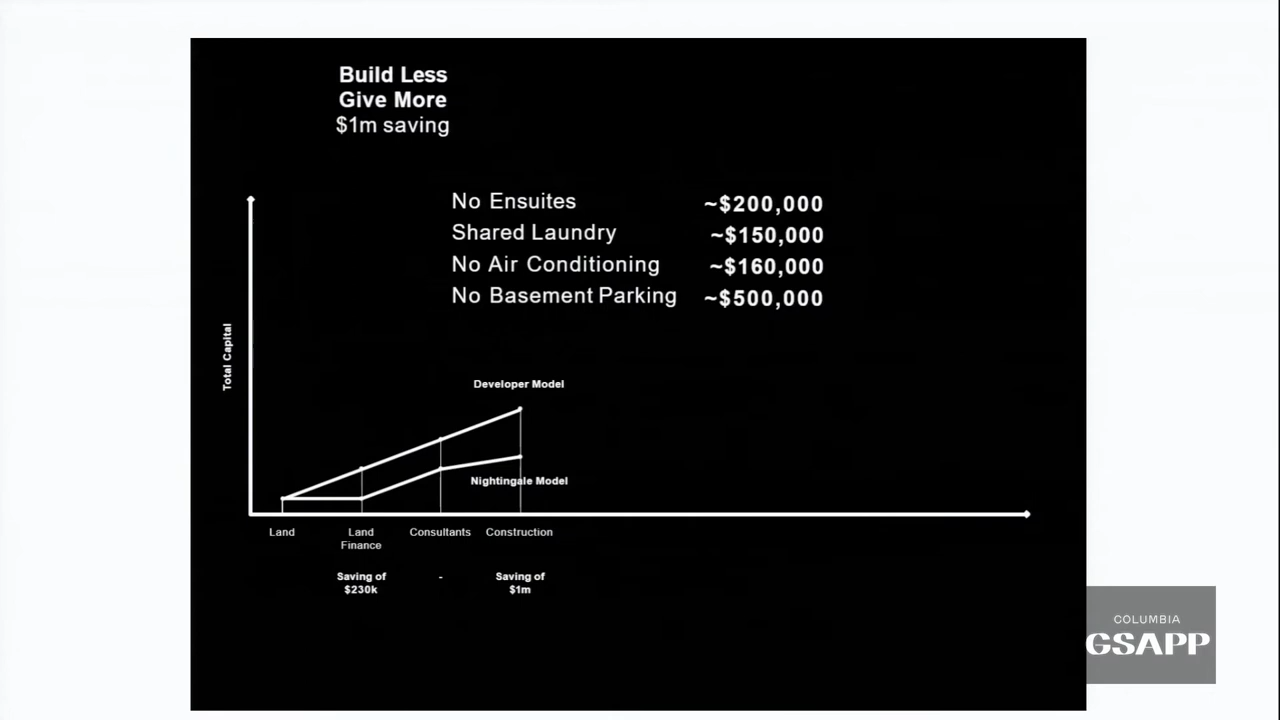 Build Less
Give More
$1m saving
No Ensuites ~$200,000
Shared Laundry ~$150,000
No Air Conditioning ~$160,000
No Basement Parking ~$500,000
Total Capital
Developer Model
Nightingale Model
Land
Land
Finance
Consultants
Construction
Saving of
$230k
-
Saving of
$1m
COLUMBIA
GSAPP